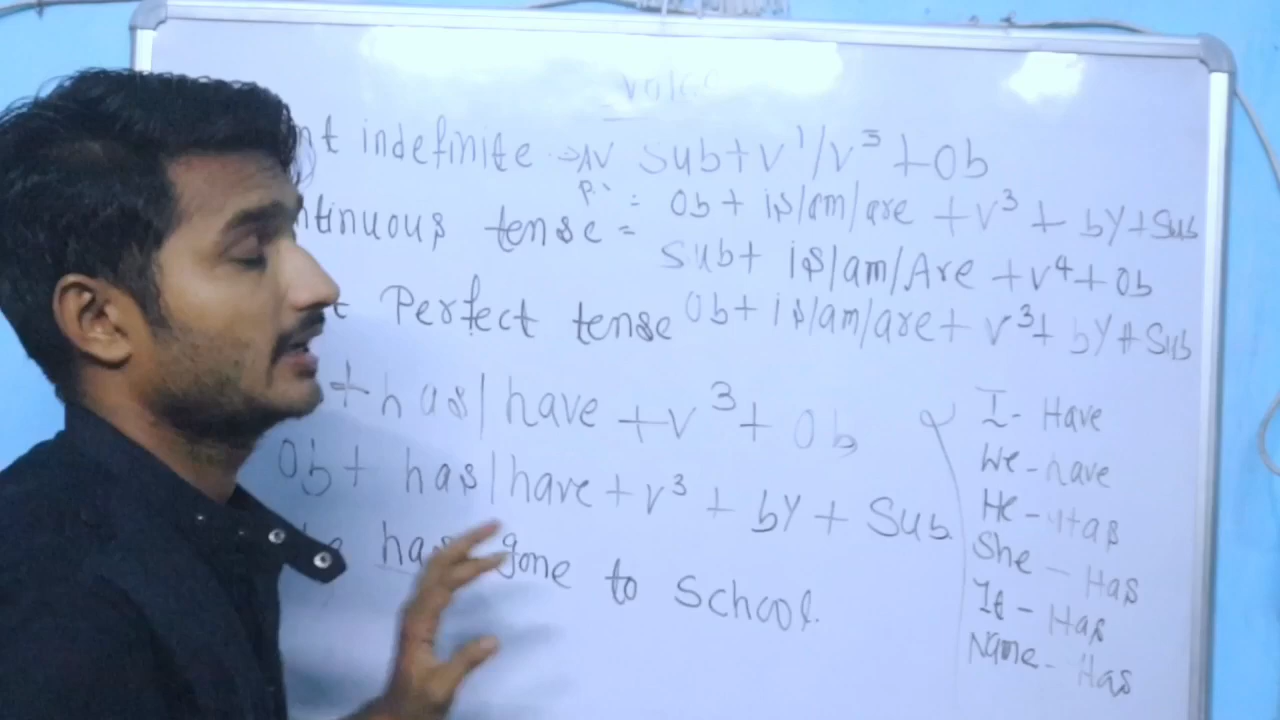 Voice
nt indefinite ⇒ AV Sub+v¹/v³+Ob
P. = Ob+ is/am/are +v³ + by+Sub
ntinuous tense =
Sub+ is/am/Are +v⁴+Ob
t Perfect tense Ob+ is/am/are+ v³+ by+Sub
+has/have +v³+ Ob
Ob+ has/have+v³ + by + Sub
has gone to School.
I- Have
We-have
He-Has
She-Has
It-Has
Name-Has